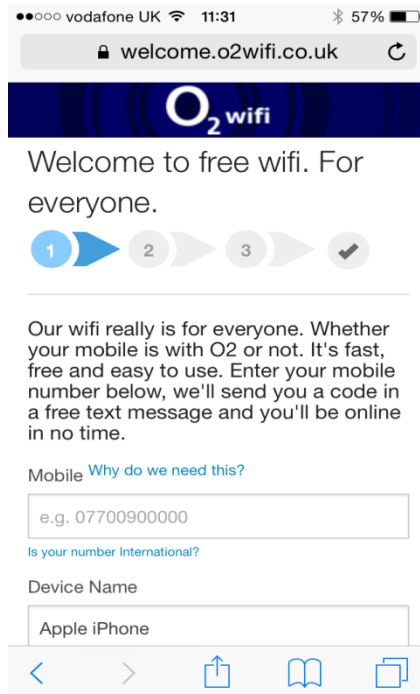 vodafone UK 11:31 57%
welcome.o2wifi.co.uk
O2 wifi
Welcome to free wifi. For
everyone.
1 2 3
Our wifi really is for everyone. Whether
your mobile is with O2 or not. It's fast,
free and easy to use. Enter your mobile
number below, we'll send you a code in
a free text message and you'll be online
in no time.
Mobile Why do we need this?
e.g. 07700900000
Is your number International?
Device Name
Apple iPhone